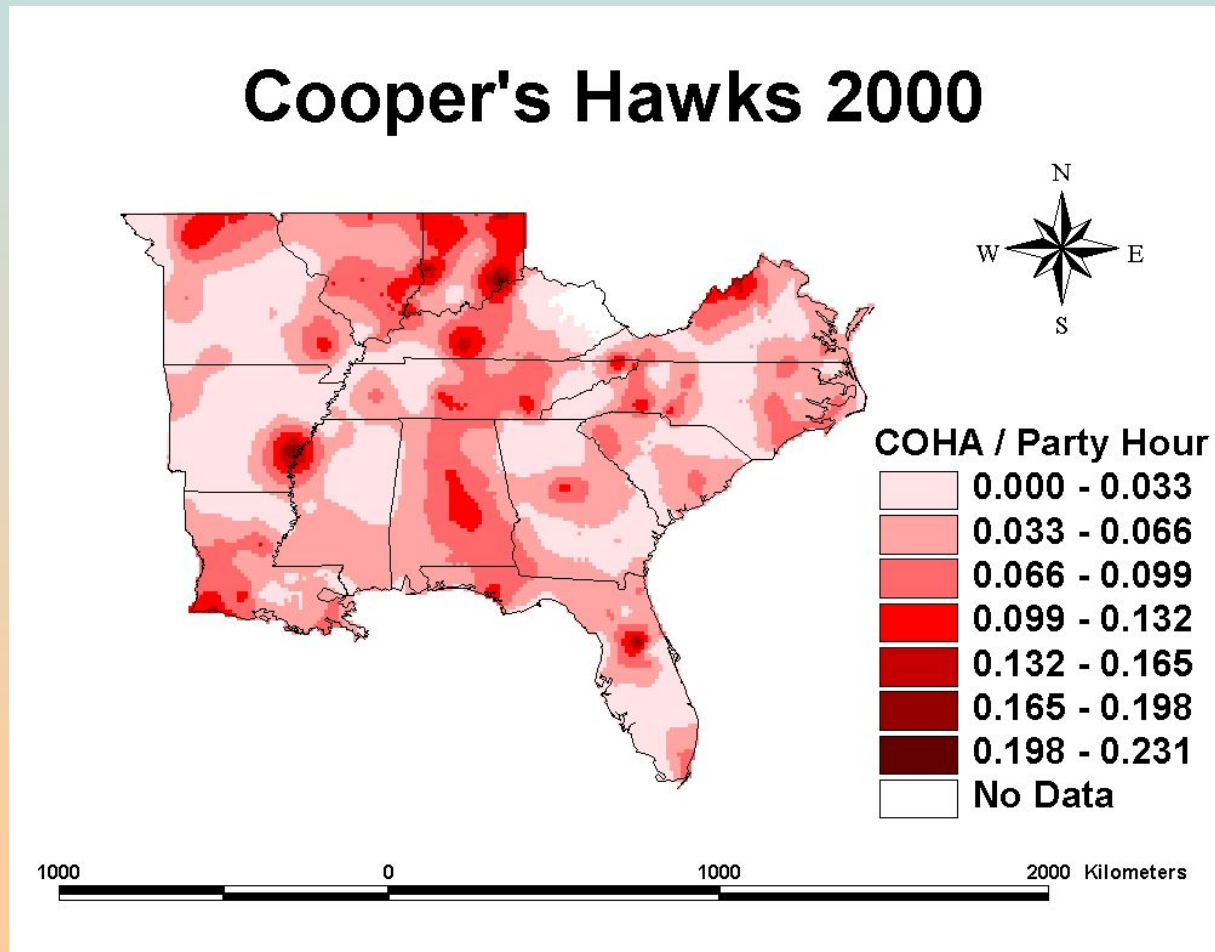 Cooper's Hawks 2000
N
W E
S
COHA / Party Hour
0.000 - 0.033
0.033 - 0.066
0.066 - 0.099
0.099 - 0.132
0.132 - 0.165
0.165 - 0.198
0.198 - 0.231
No Data
1000 0 1000 2000 Kilometers